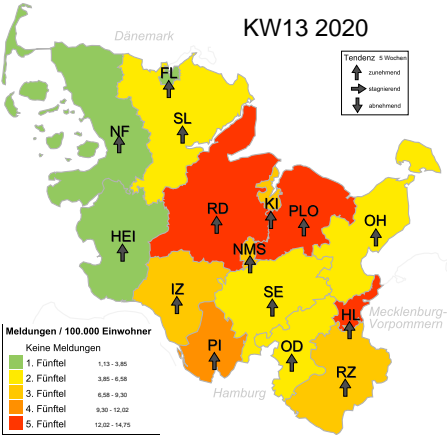 KW13 2020
Dänemark
Tendenz 5 Wochen
zunehmend
stagnierend
abnehmend
FL
SL
NF
RD
KI
PLO
OH
HEI
NMS
IZ
SE
HL
Mecklenburg-
Vorpommern
PI
OD
RZ
Hamburg
Meldungen / 100.000 Einwohner
Keine Meldungen
1. Fünftel 1,13 - 3,85
2. Fünftel 3,85 - 6,58
3. Fünftel 6,58 - 9,30
4. Fünftel 9,30 - 12,02
5. Fünftel 12,02 - 14,75